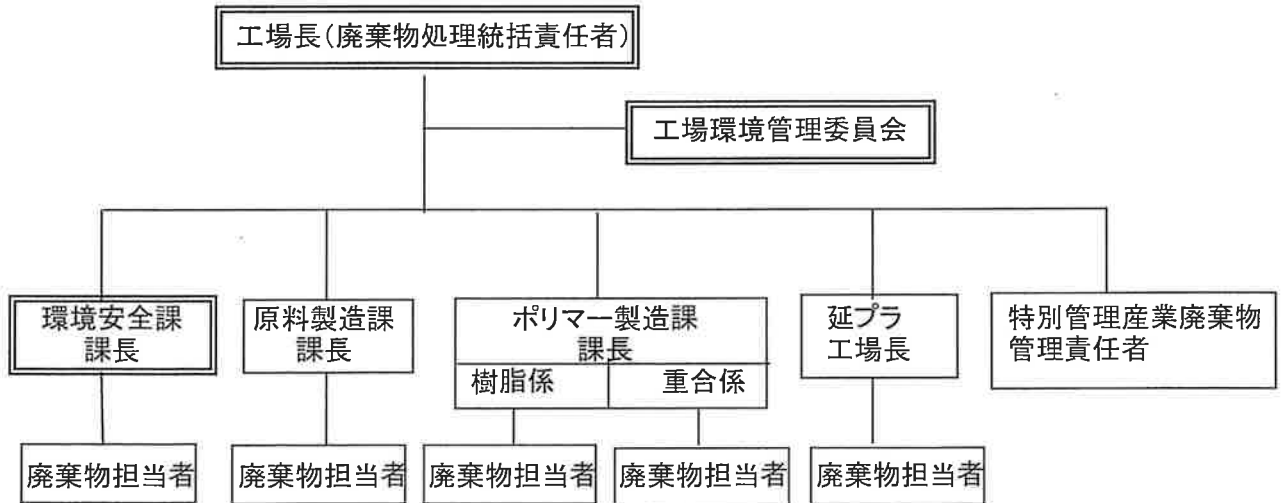 工場長(廃棄物処理統括責任者)
工場環境管理委員会
環境安全課
課長
原料製造課
課長
ポリマー製造課
課長
樹脂係
重合係
延プラ
工場長
特別管理産業廃棄物
管理責任者
廃棄物担当者
廃棄物担当者
廃棄物担当者
廃棄物担当者
廃棄物担当者